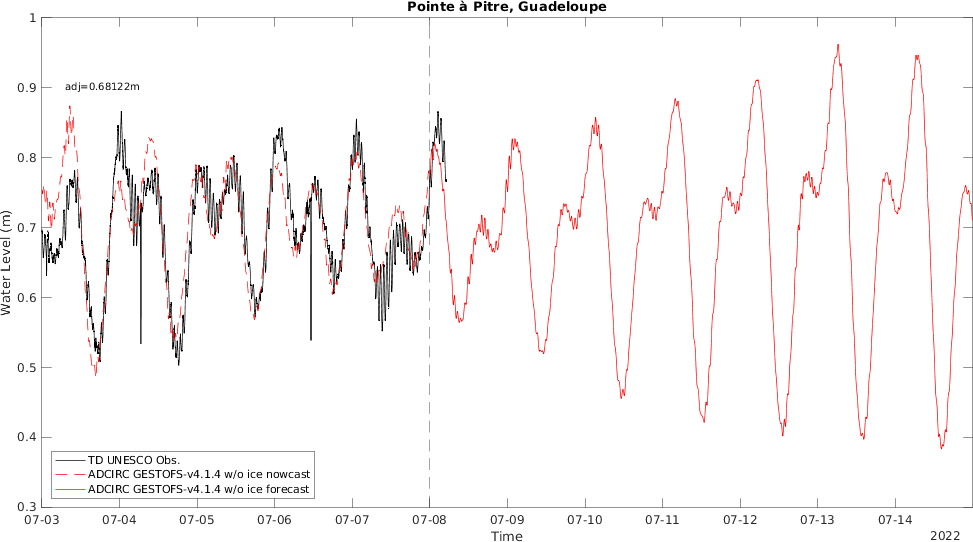 Pointe à Pitre, Guadeloupe
1
0.9
0.8
0.7
0.6
0.5
0.4
0.3
Water Level (m)
adj=0.68122m
TD UNESCO Obs.
ADCIRC GESTOFS-v4.1.4 w/o ice nowcast
ADCIRC GESTOFS-v4.1.4 w/o ice forecast
07-03 07-04 07-05 07-06 07-07 07-08 07-09 07-10 07-11 07-12 07-13 07-14
Time
2022